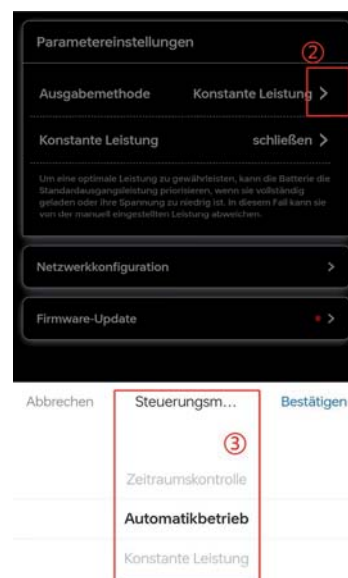 Parametereinstellungen
②
Ausgabemethode Konstante Leistung >
Konstante Leistung schließen >
Um eine optimale Leistung zu gewährleisten, kann die Batterie die
Standardausgangsleistung priorisieren, wenn sie vollständig
geladen oder ihre Spannung zu niedrig ist. In diesem Fall kann sie
von der manuell eingestellten Leistung abweichen.
Netzwerkkonfiguration >
Firmware-Update >
Abbrechen Steuerungsm... Bestätigen
③
Zeitraumskontrolle
Automatikbetrieb
Konstante Leistung